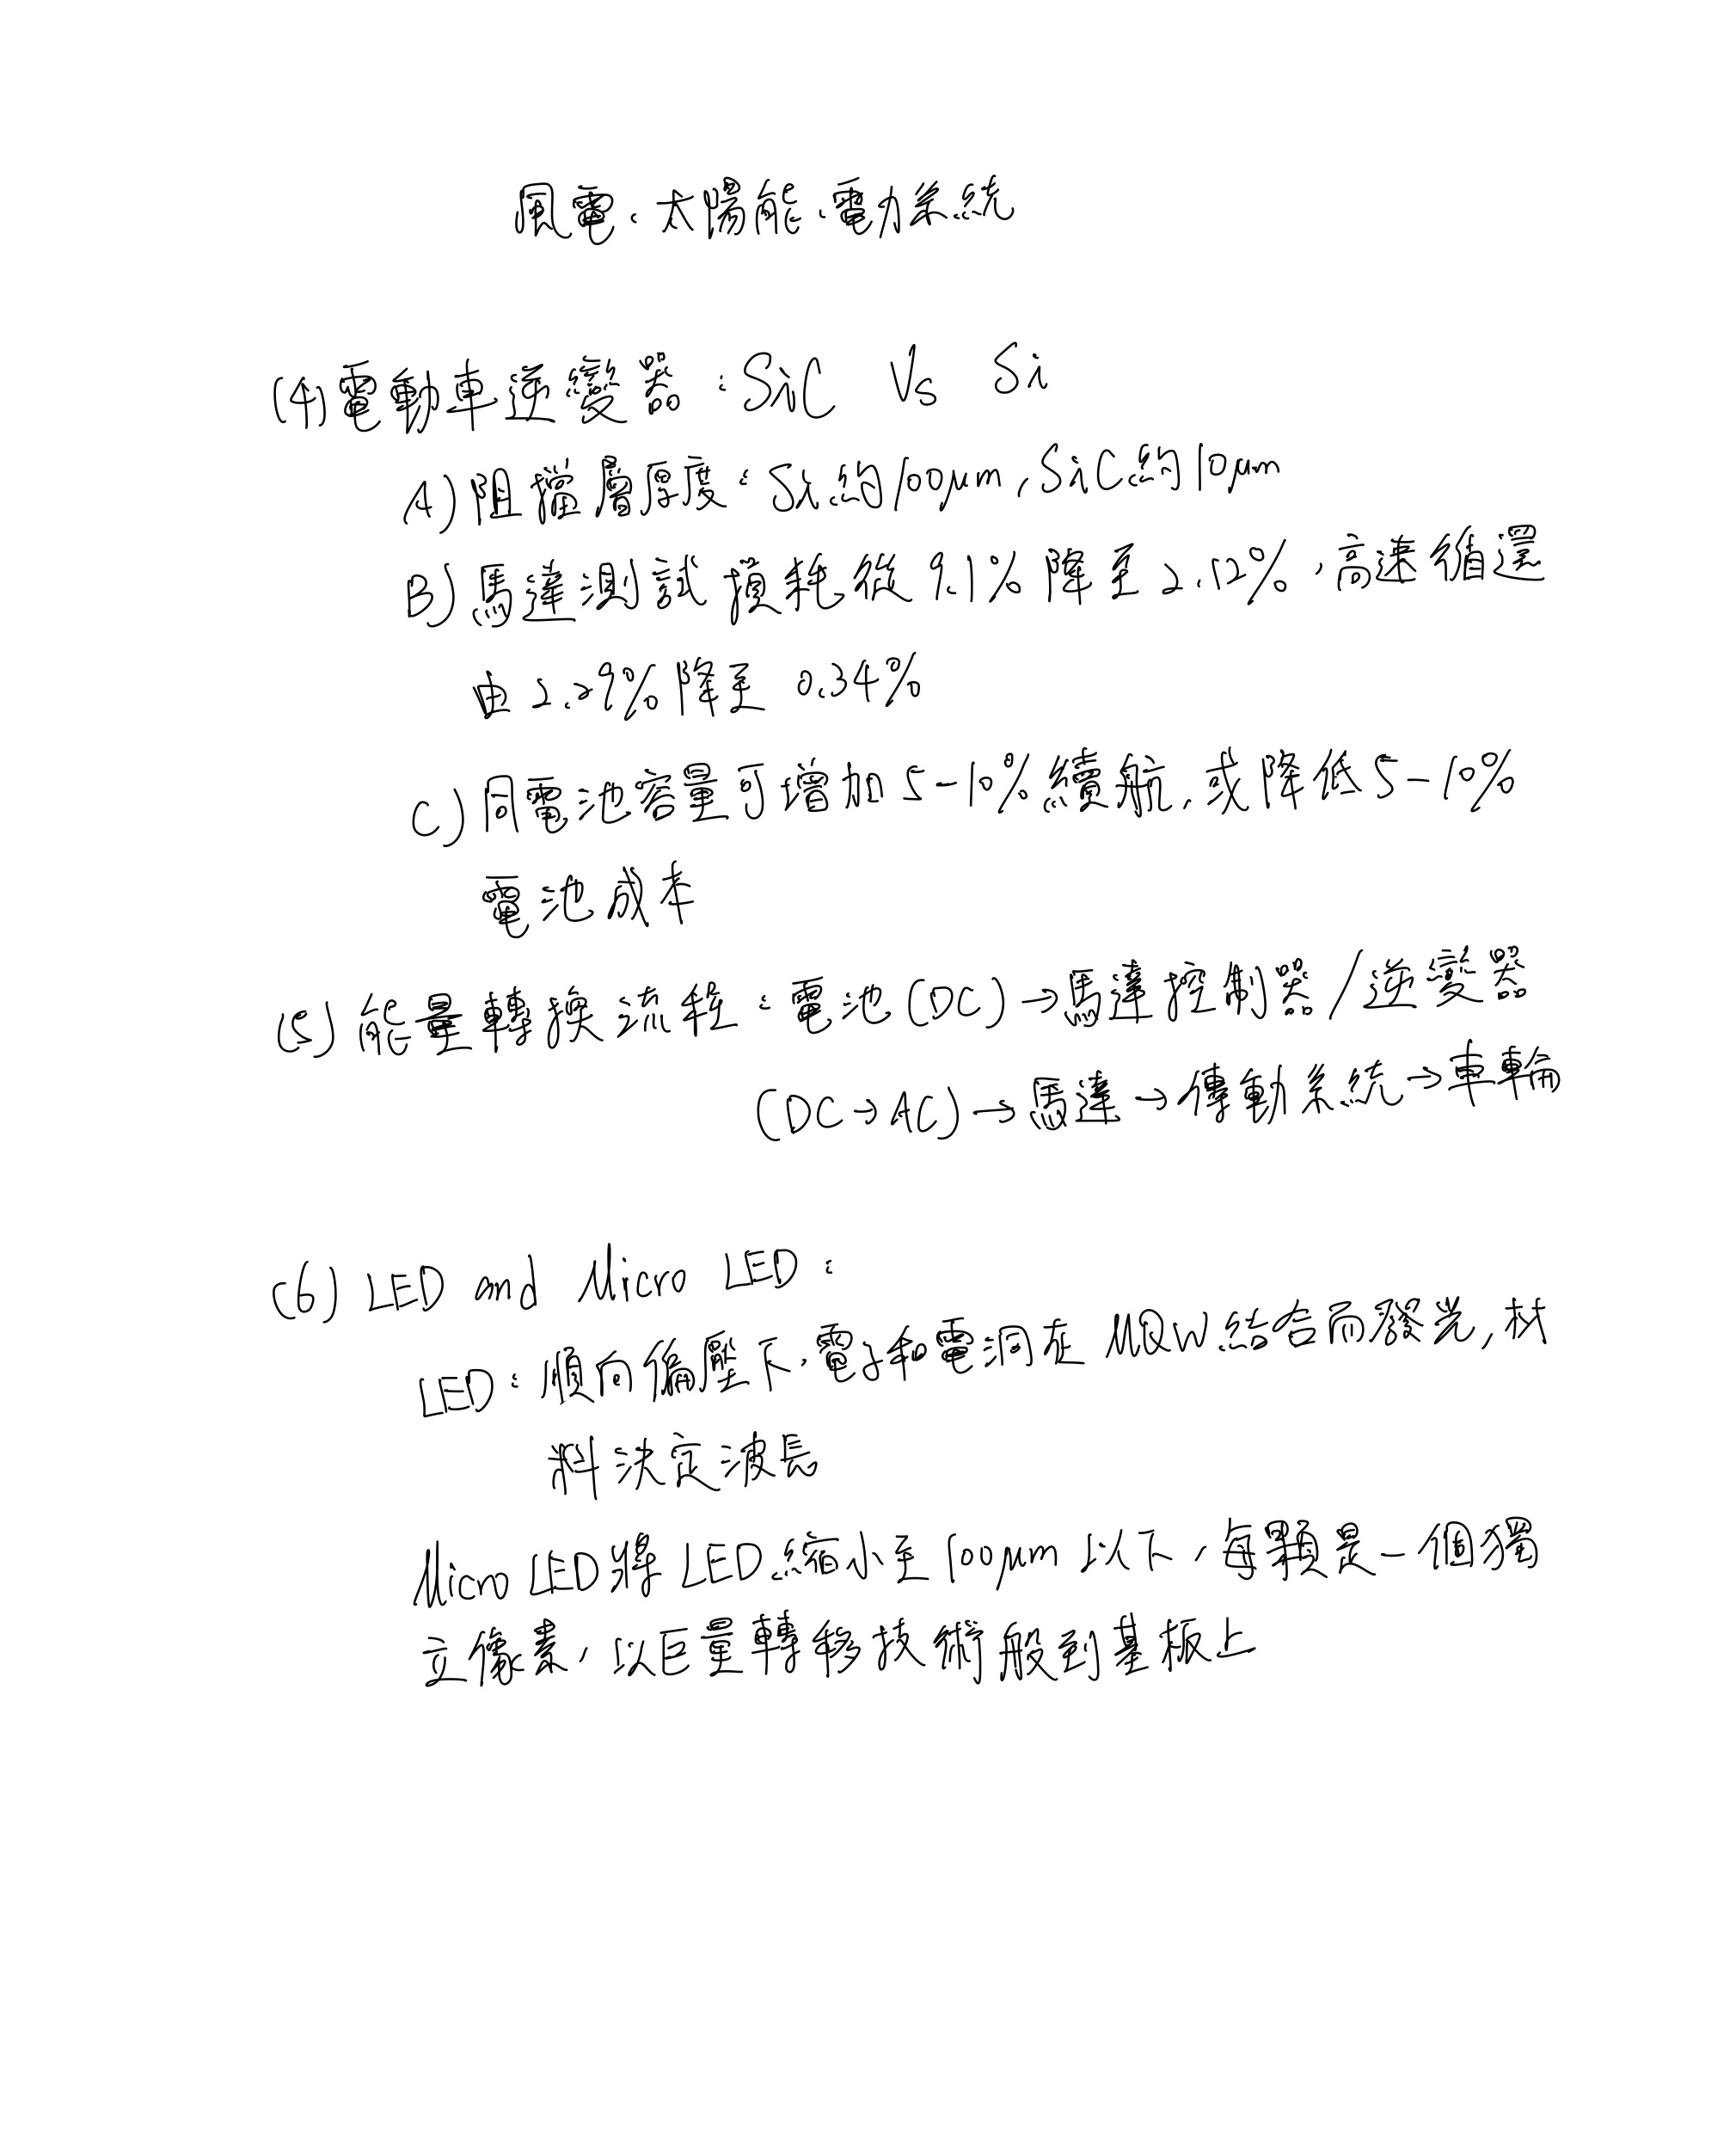 風電、太陽能、電力系統
(4)電動車逆變器：SiC Vs Si
A)阻擋層厚度：Si約100μm,SiC約10μm
B)馬達測試損耗從9.1%降至2.12%,高速循還
由2.29%降至0.34%
C)同電池容量可增加5-10%續航,或降低5-10%
電池成本
(5)能量轉換流程：電池(DC)→馬達控制器/逆變器
(DC→AC)→馬達→傳動系統→車輪
(6)LED and Micro LED：
LED：順向偏壓下,電子和電洞在MQW結合而發光,材
料決定波長
Micro LED將LED縮小至100μm以下,每顆是一個獨
立像素,以巨量轉移技術般到基板上